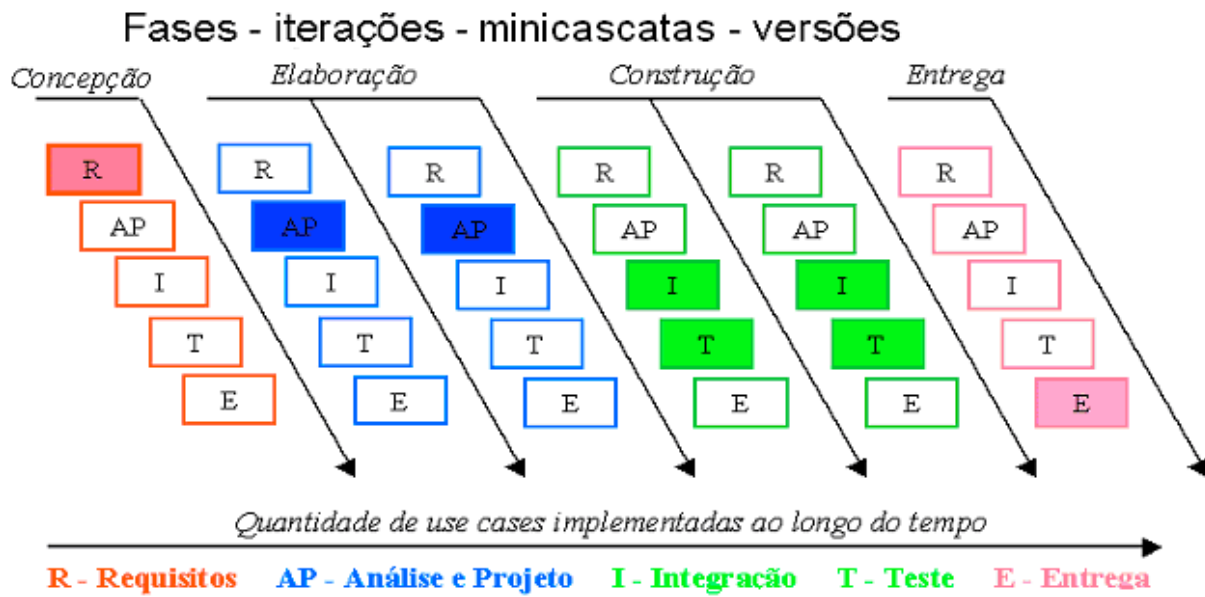 Fases - iterações - minicascatas - versões
Concepção Elaboração Construção Entrega
R R R R R R
AP AP AP AP AP AP
I I I I I I
T T T T T T
E E E E E E
Quantidade de use cases implementadas ao longo do tempo
R - Requisitos AP - Análise e Projeto I - Integração T - Teste E - Entrega